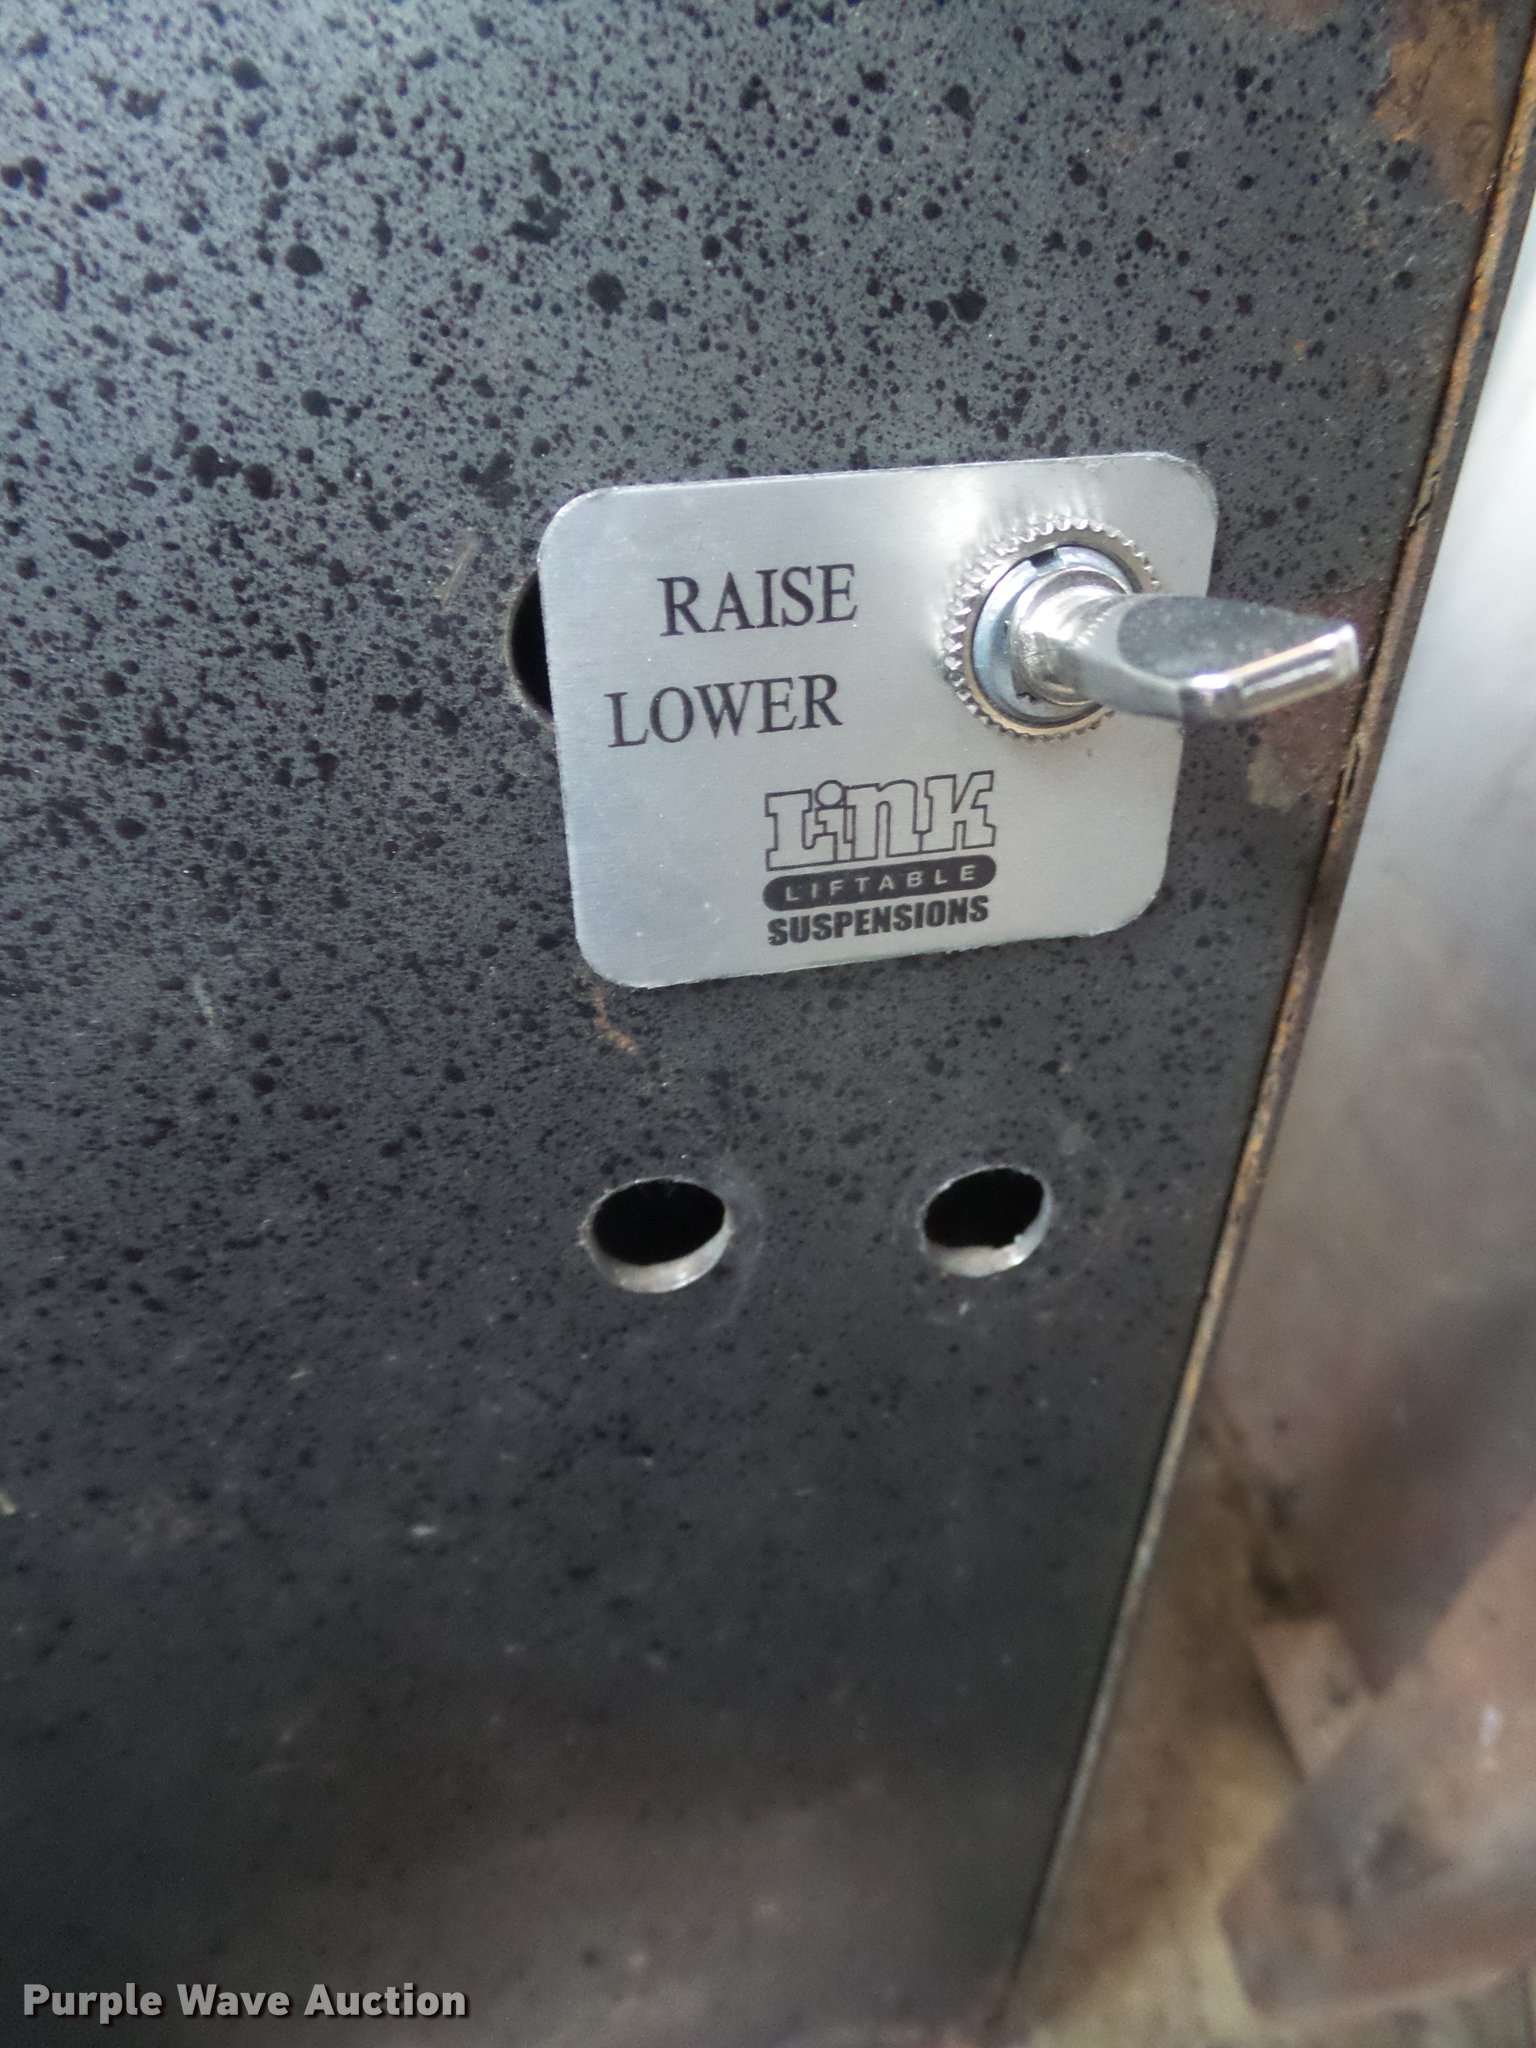 RAISE
LOWER
Link
LIFTABLE
SUSPENSIONS
Purple Wave Auction